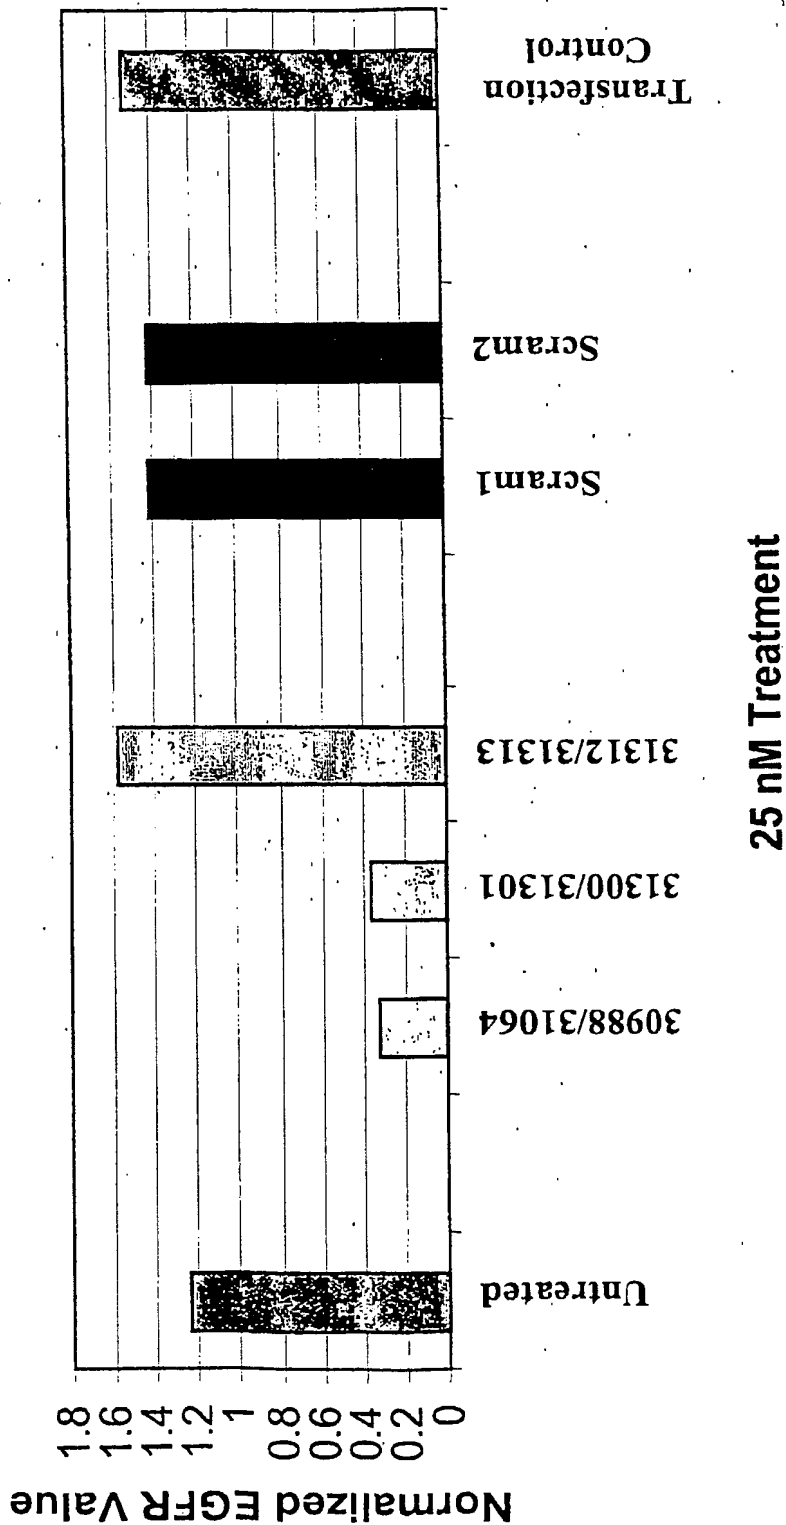 Normalized EGFR Value
1.8
1.6
1.4
1.2
1
0.8
0.6
0.4
0.2
0
Untreated
30988/31064
31300/31301
31312/31313
Scram1
Scram2
Transfection
Control
25 nM Treatment